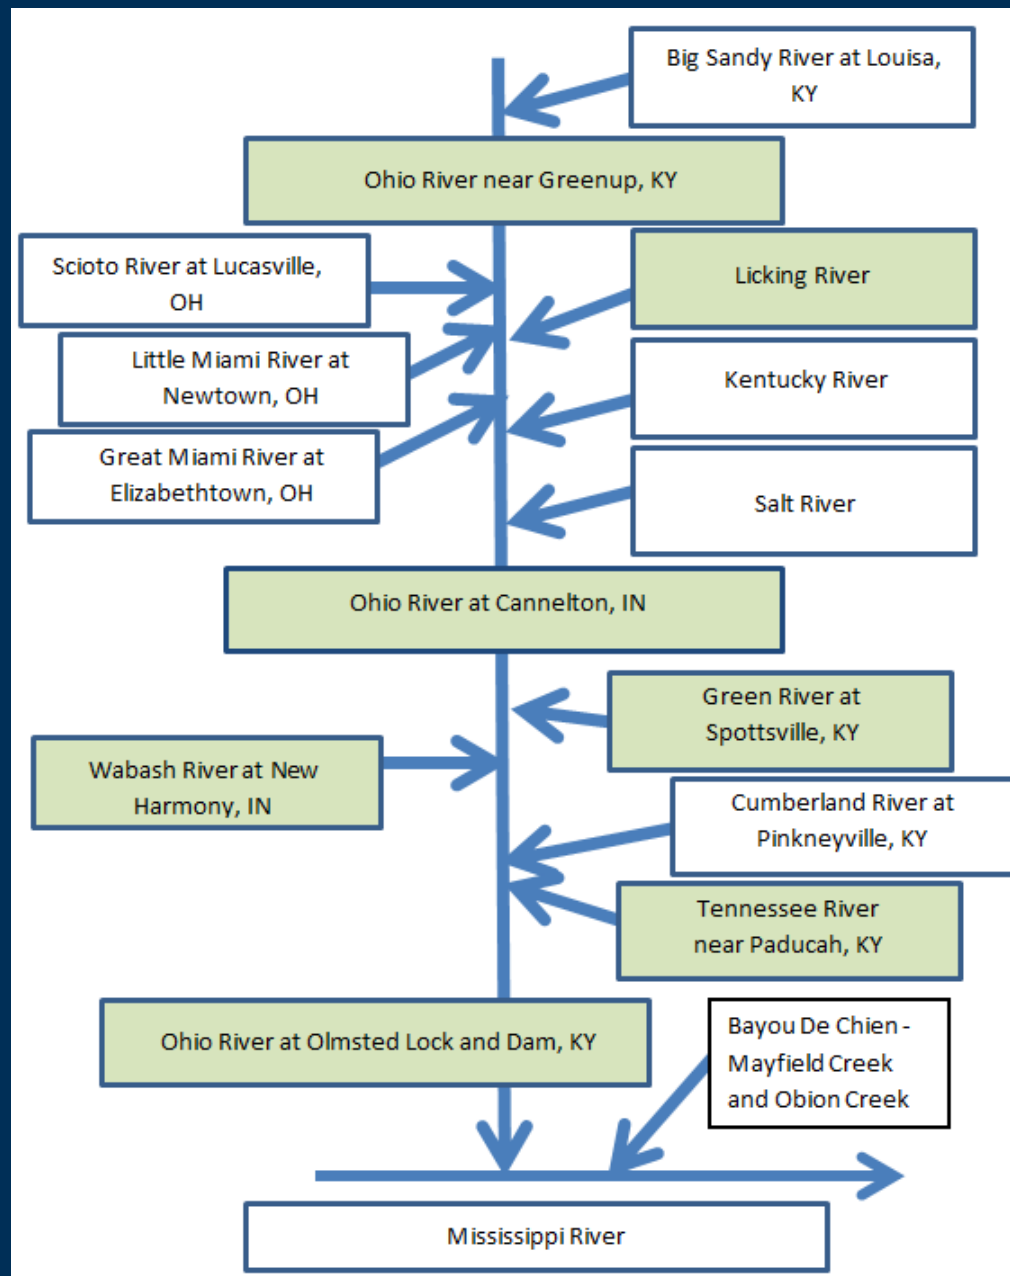 Big Sandy River at Louisa,
KY
Ohio River near Greenup, KY
Scioto River at Lucasville,
OH
Licking River
Little Miami River at
Newtown, OH
Kentucky River
Great Miami River at
Elizabethtown, OH
Salt River
Ohio River at Cannelton, IN
Green River at
Spottsville, KY
Wabash River at New
Harmony, IN
Cumberland River at
Pinkneyville, KY
Tennessee River
near Paducah, KY
Ohio River at Olmsted Lock and Dam, KY
Bayou De Chien -
Mayfield Creek
and Obion Creek
Mississippi River